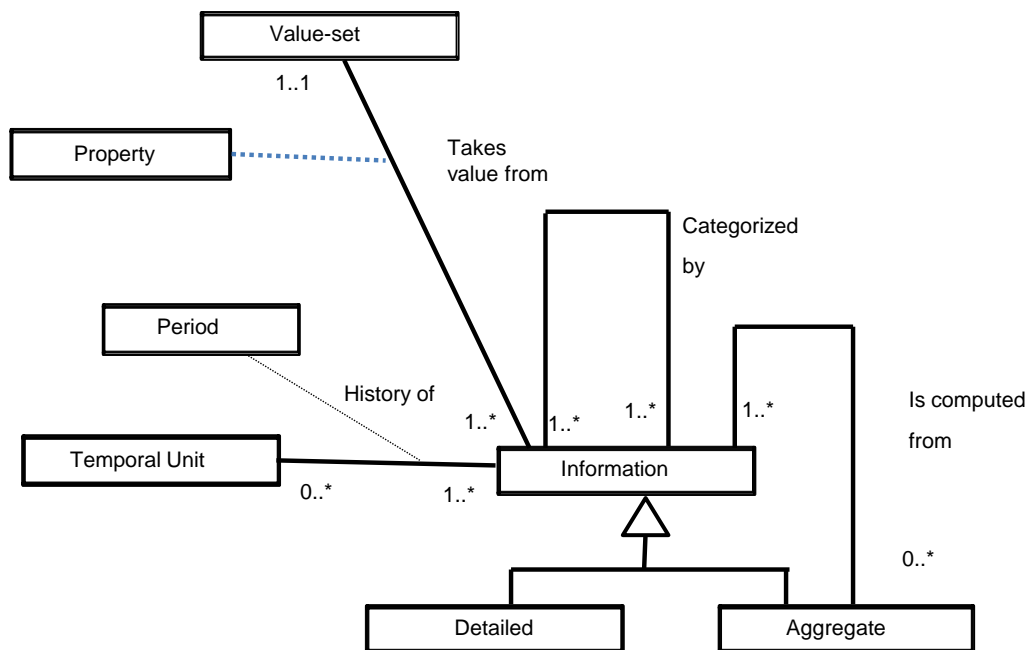 Value-set
1..1
Property
Takes
value from
Categorized
by
Period
History of
Is computed
from
1..*
1..*
1..*
1..*
Temporal Unit
Information
0..*
1..*
0..*
Detailed
Aggregate